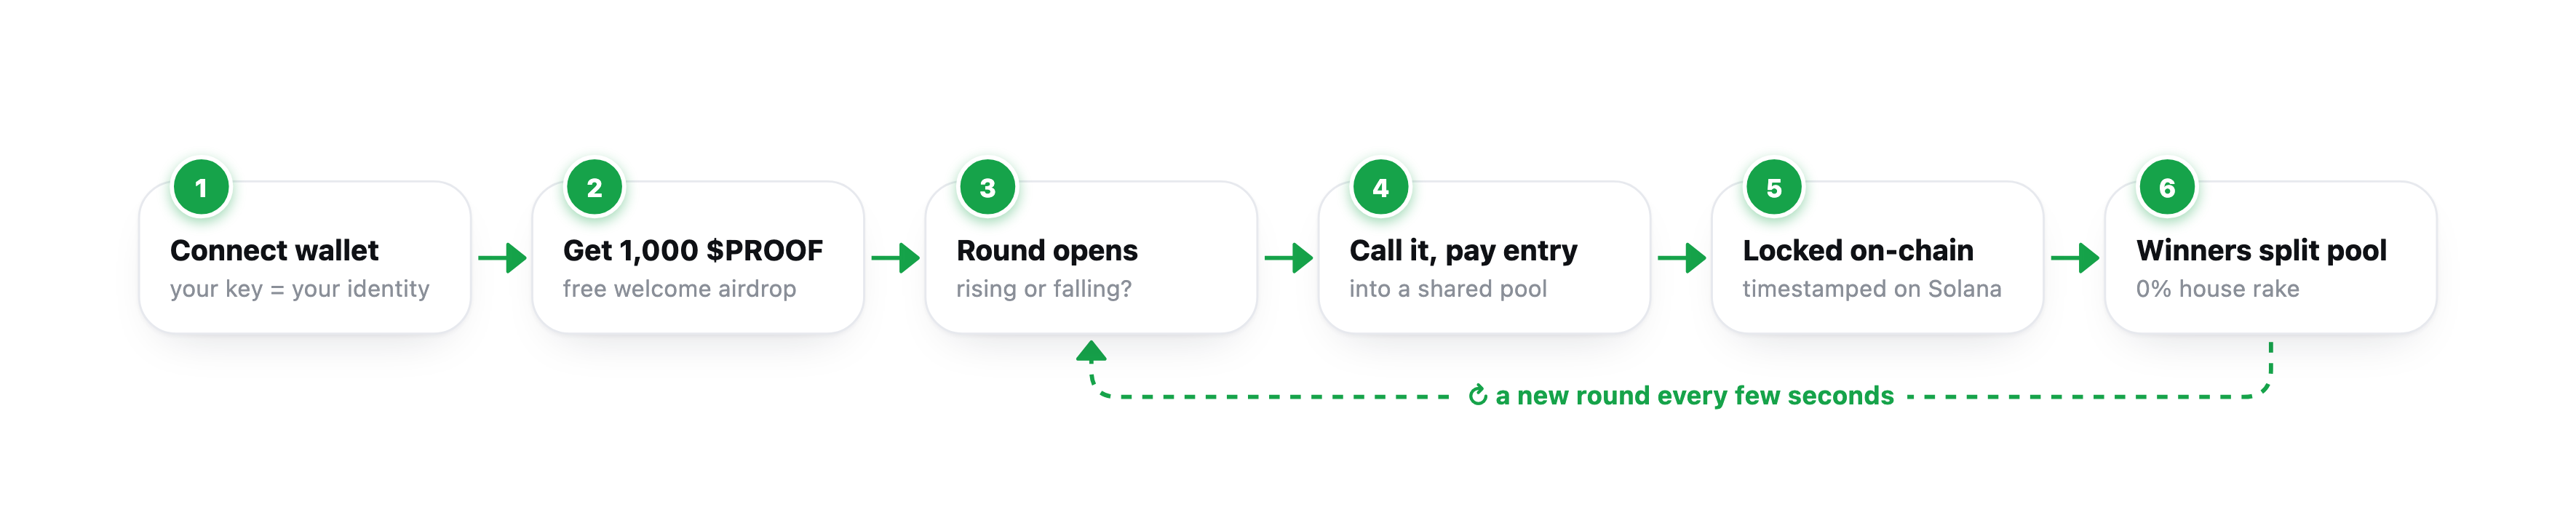 1
Connect wallet
your key = your identity
2
Get 1,000 $PROOF
free welcome airdrop
3
Round opens
rising or falling?
4
Call it, pay entry
into a shared pool
5
Locked on-chain
timestamped on Solana
6
Winners split pool
0% house rake
↻ a new round every few seconds